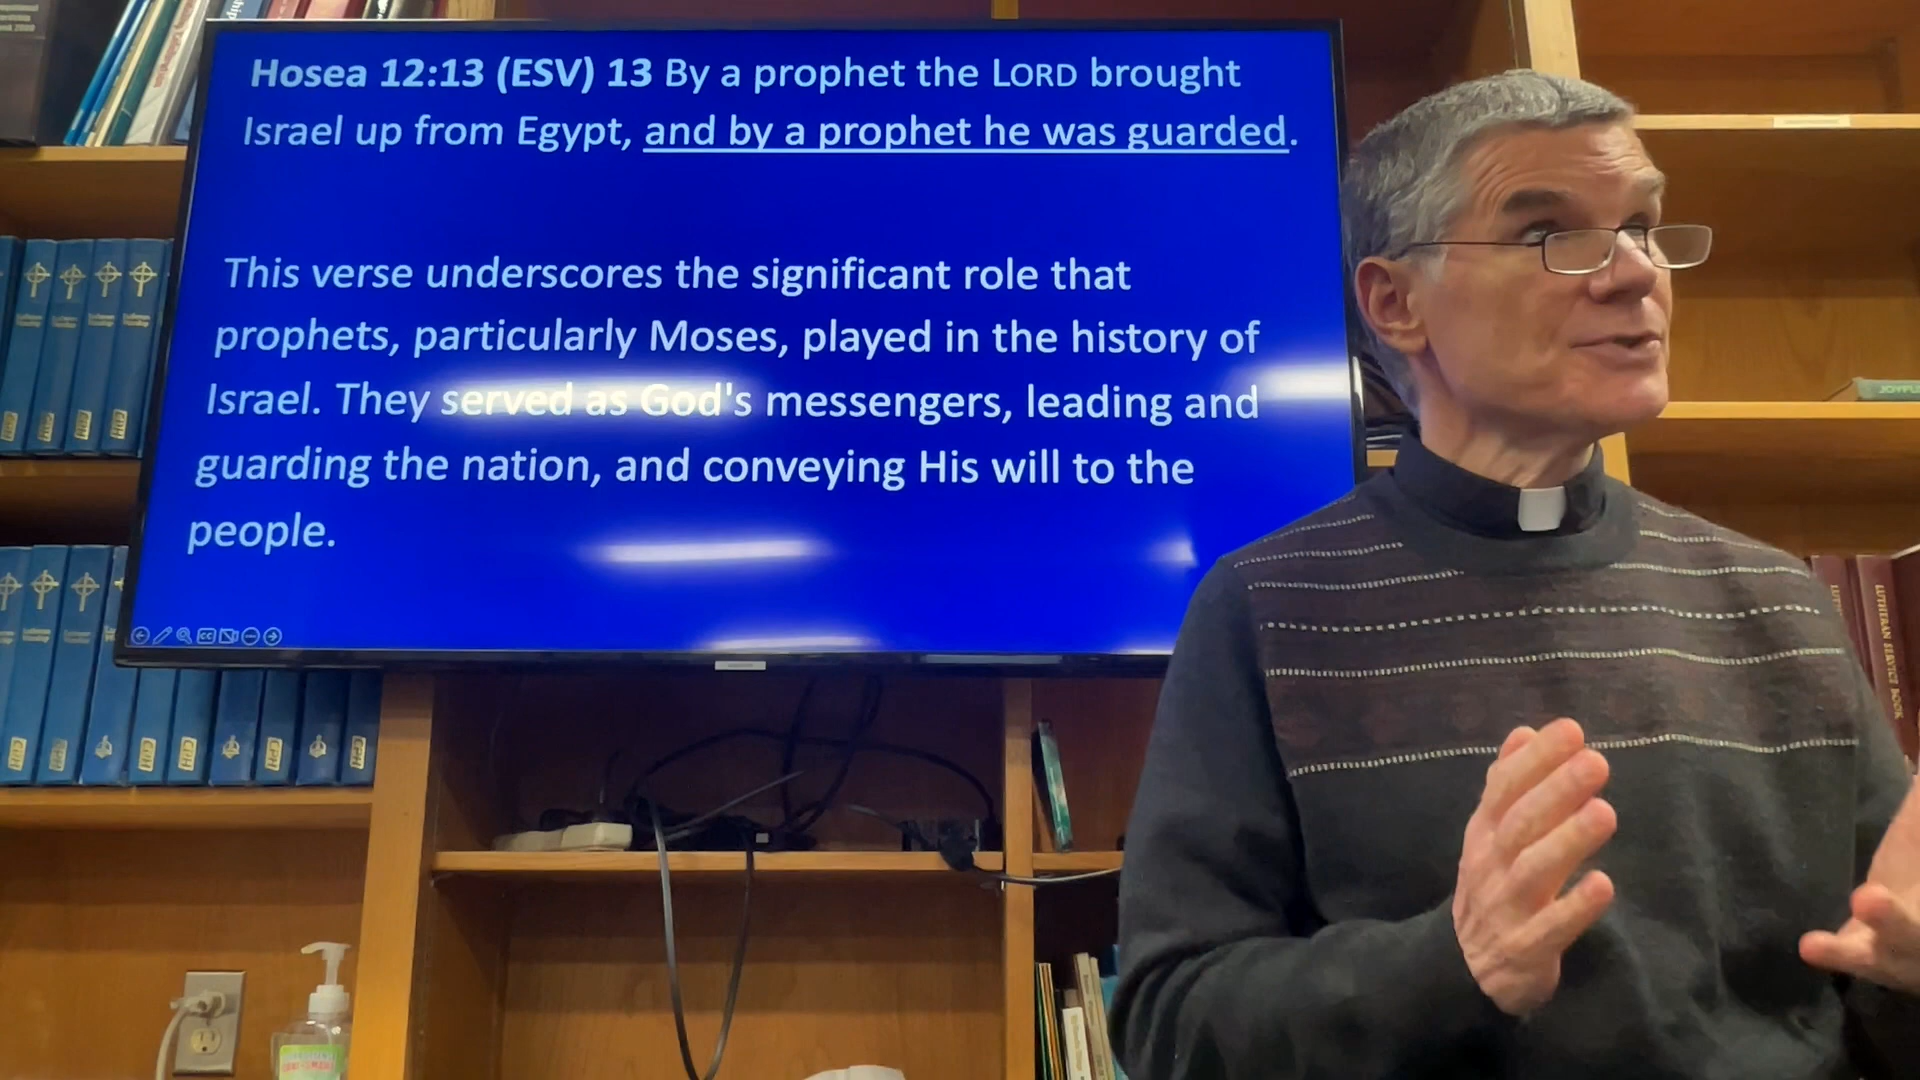 Hosea 12:13 (ESV) 13 By a prophet the LORD brought
Israel up from Egypt, and by a prophet he was guarded.
This verse underscores the significant role that
prophets, particularly Moses, played in the history of
Israel. They served as God's messengers, leading and
guarding the nation, and conveying His will to the
people.
CC
LUTHERAN SERVICE BOOK